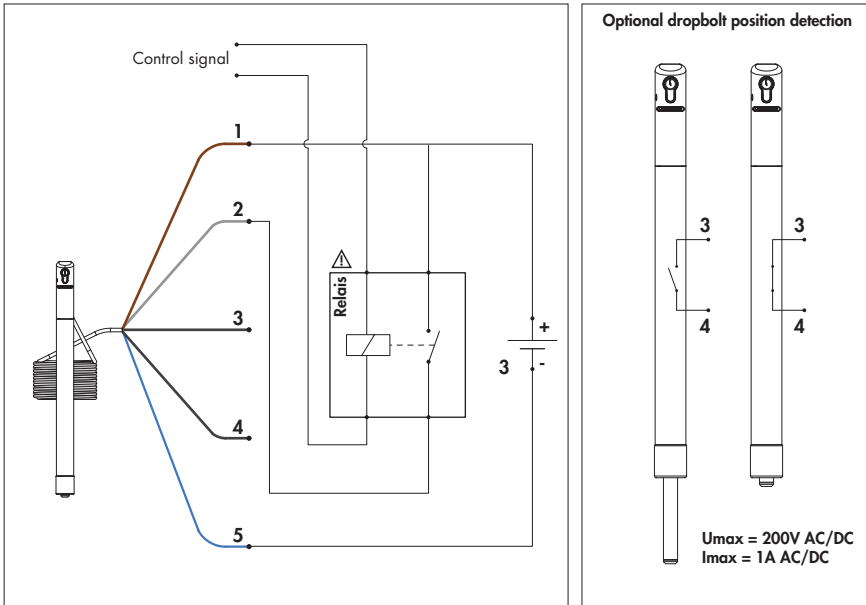 Control signal
1
2
3
4
5
Relais
+
3
-
Optional dropbolt position detection
3
4
3
4
Umax = 200V AC/DC
Imax = 1A AC/DC